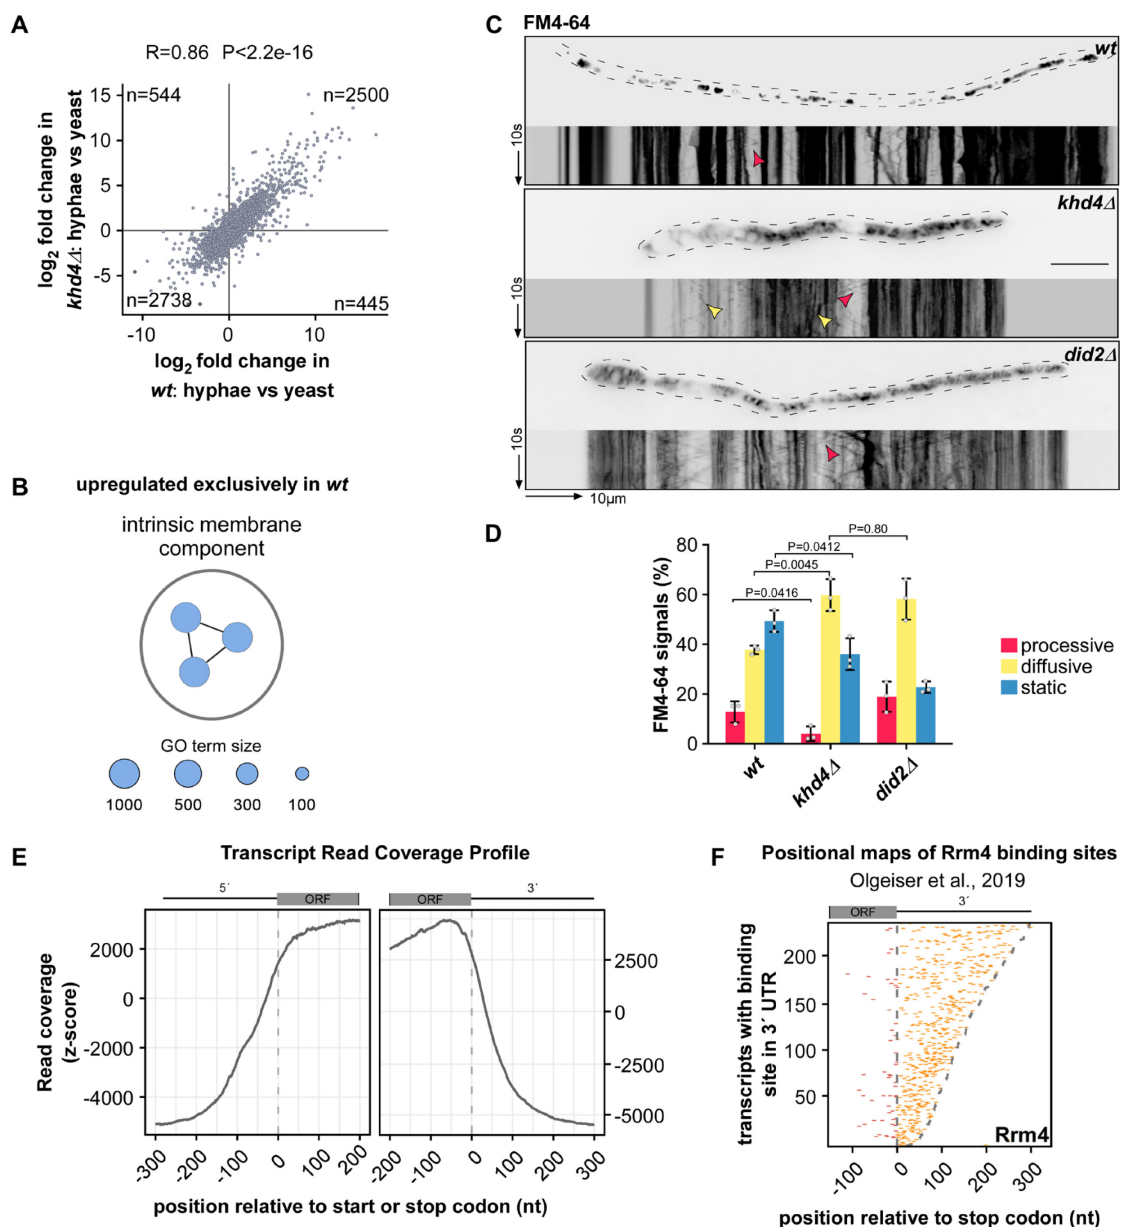 A
R=0.86 P<2.2e-16
n=544
n=2500
n=2738
n=445
15
10
5
0
-5
-10
0
10
log2 fold change in
khd4Δ: hyphae vs yeast
log2 fold change in
wt: hyphae vs yeast
B
upregulated exclusively in wt
intrinsic membrane
component
GO term size
1000
500
300
100
C
FM4-64
wt
10s
khd4Δ
10s
did2Δ
10s
10µm
D
P=0.80
P=0.0412
P=0.0045
P=0.0416
80
60
40
20
0
FM4-64 signals (%)
wt
khd4Δ
did2Δ
processive
diffusive
static
E
Transcript Read Coverage Profile
5´
ORF
ORF
3´
2000
0
-2000
-4000
Read coverage
(z-score)
2500
0
-2500
-5000
-300
-200
-100
0
100
200
-200
-100
0
100
200
300
position relative to start or stop codon (nt)
F
Positional maps of Rrm4 binding sites
Olgeiser et al., 2019
ORF
3´
200
150
100
50
transcripts with binding
site in 3´ UTR
Rrm4
-100
0
100
200
300
position relative to stop codon (nt)